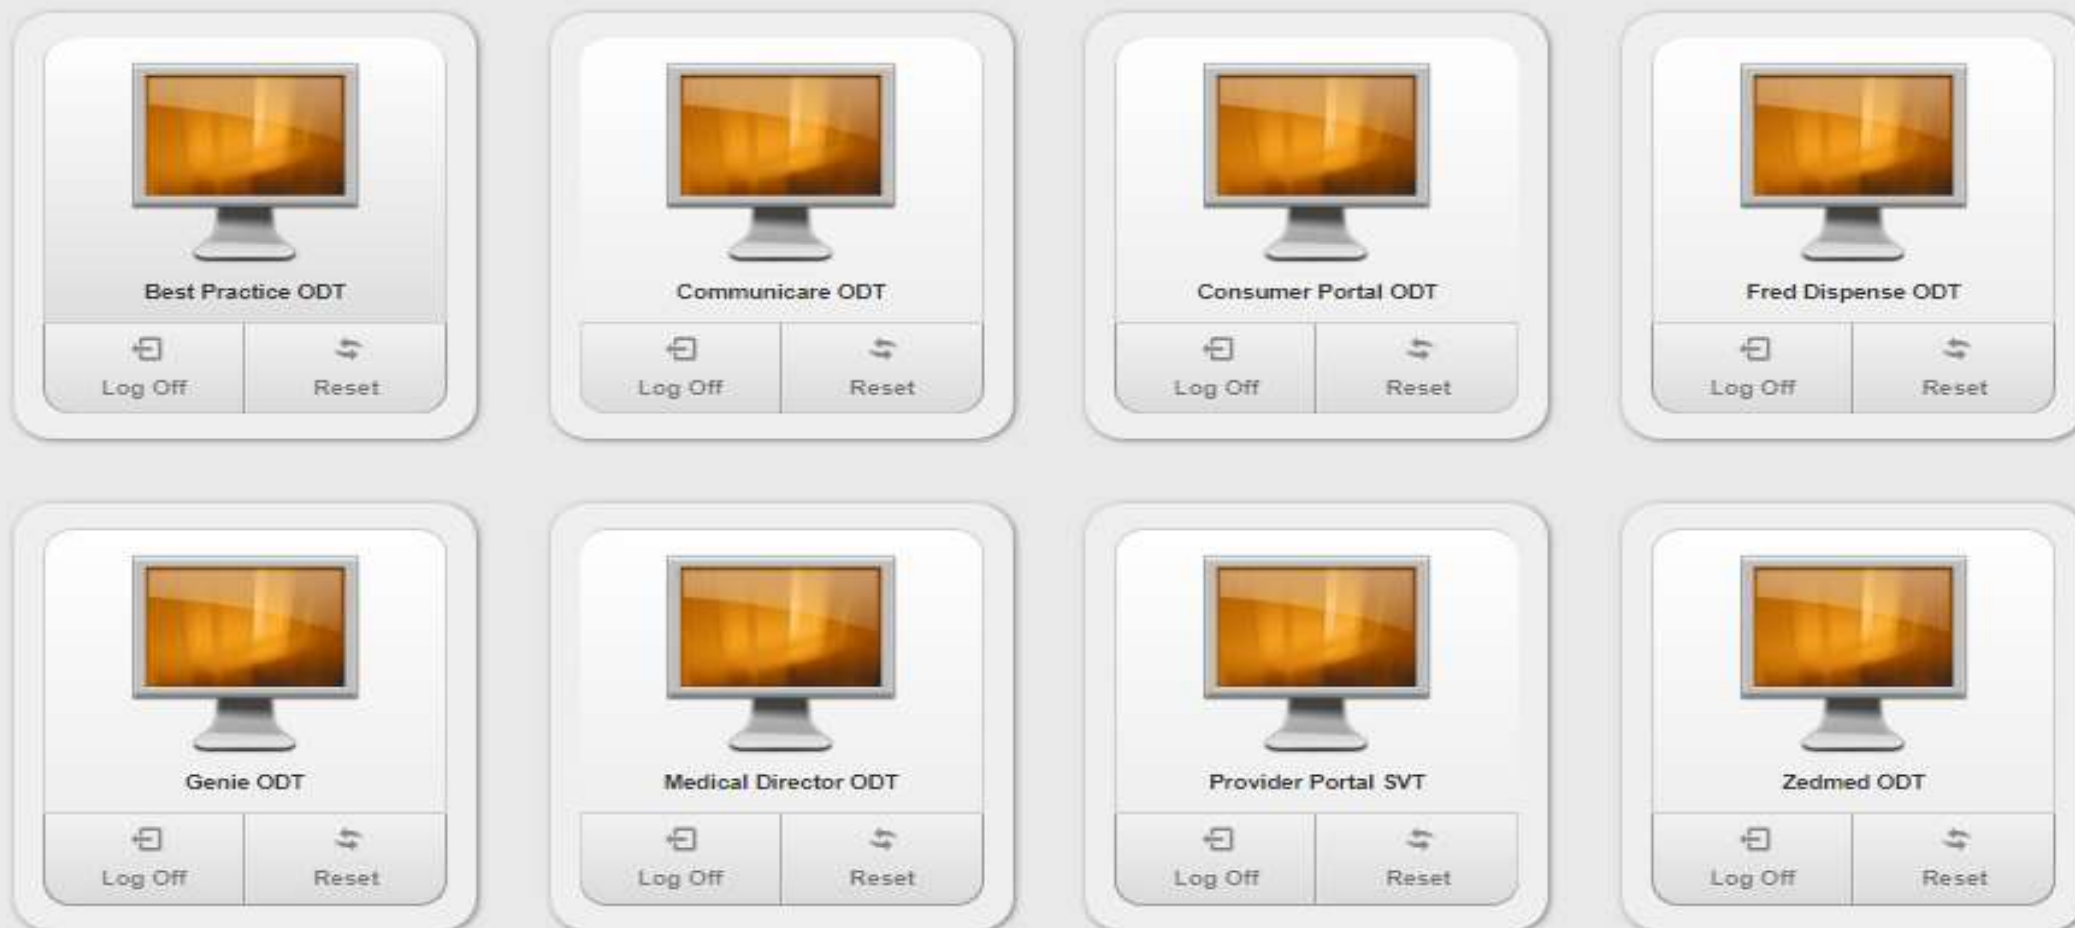 Best Practice ODT
Communicare ODT
Consumer Portal ODT
Fred Dispense ODT
Log Off
Reset
Log Off
Reset
Log Off
Reset
Log Off
Reset
Genie ODT
Medical Director ODT
Provider Portal SVT
Zedmed ODT
Log Off
Reset
Log Off
Reset
Log Off
Reset
Log Off
Reset